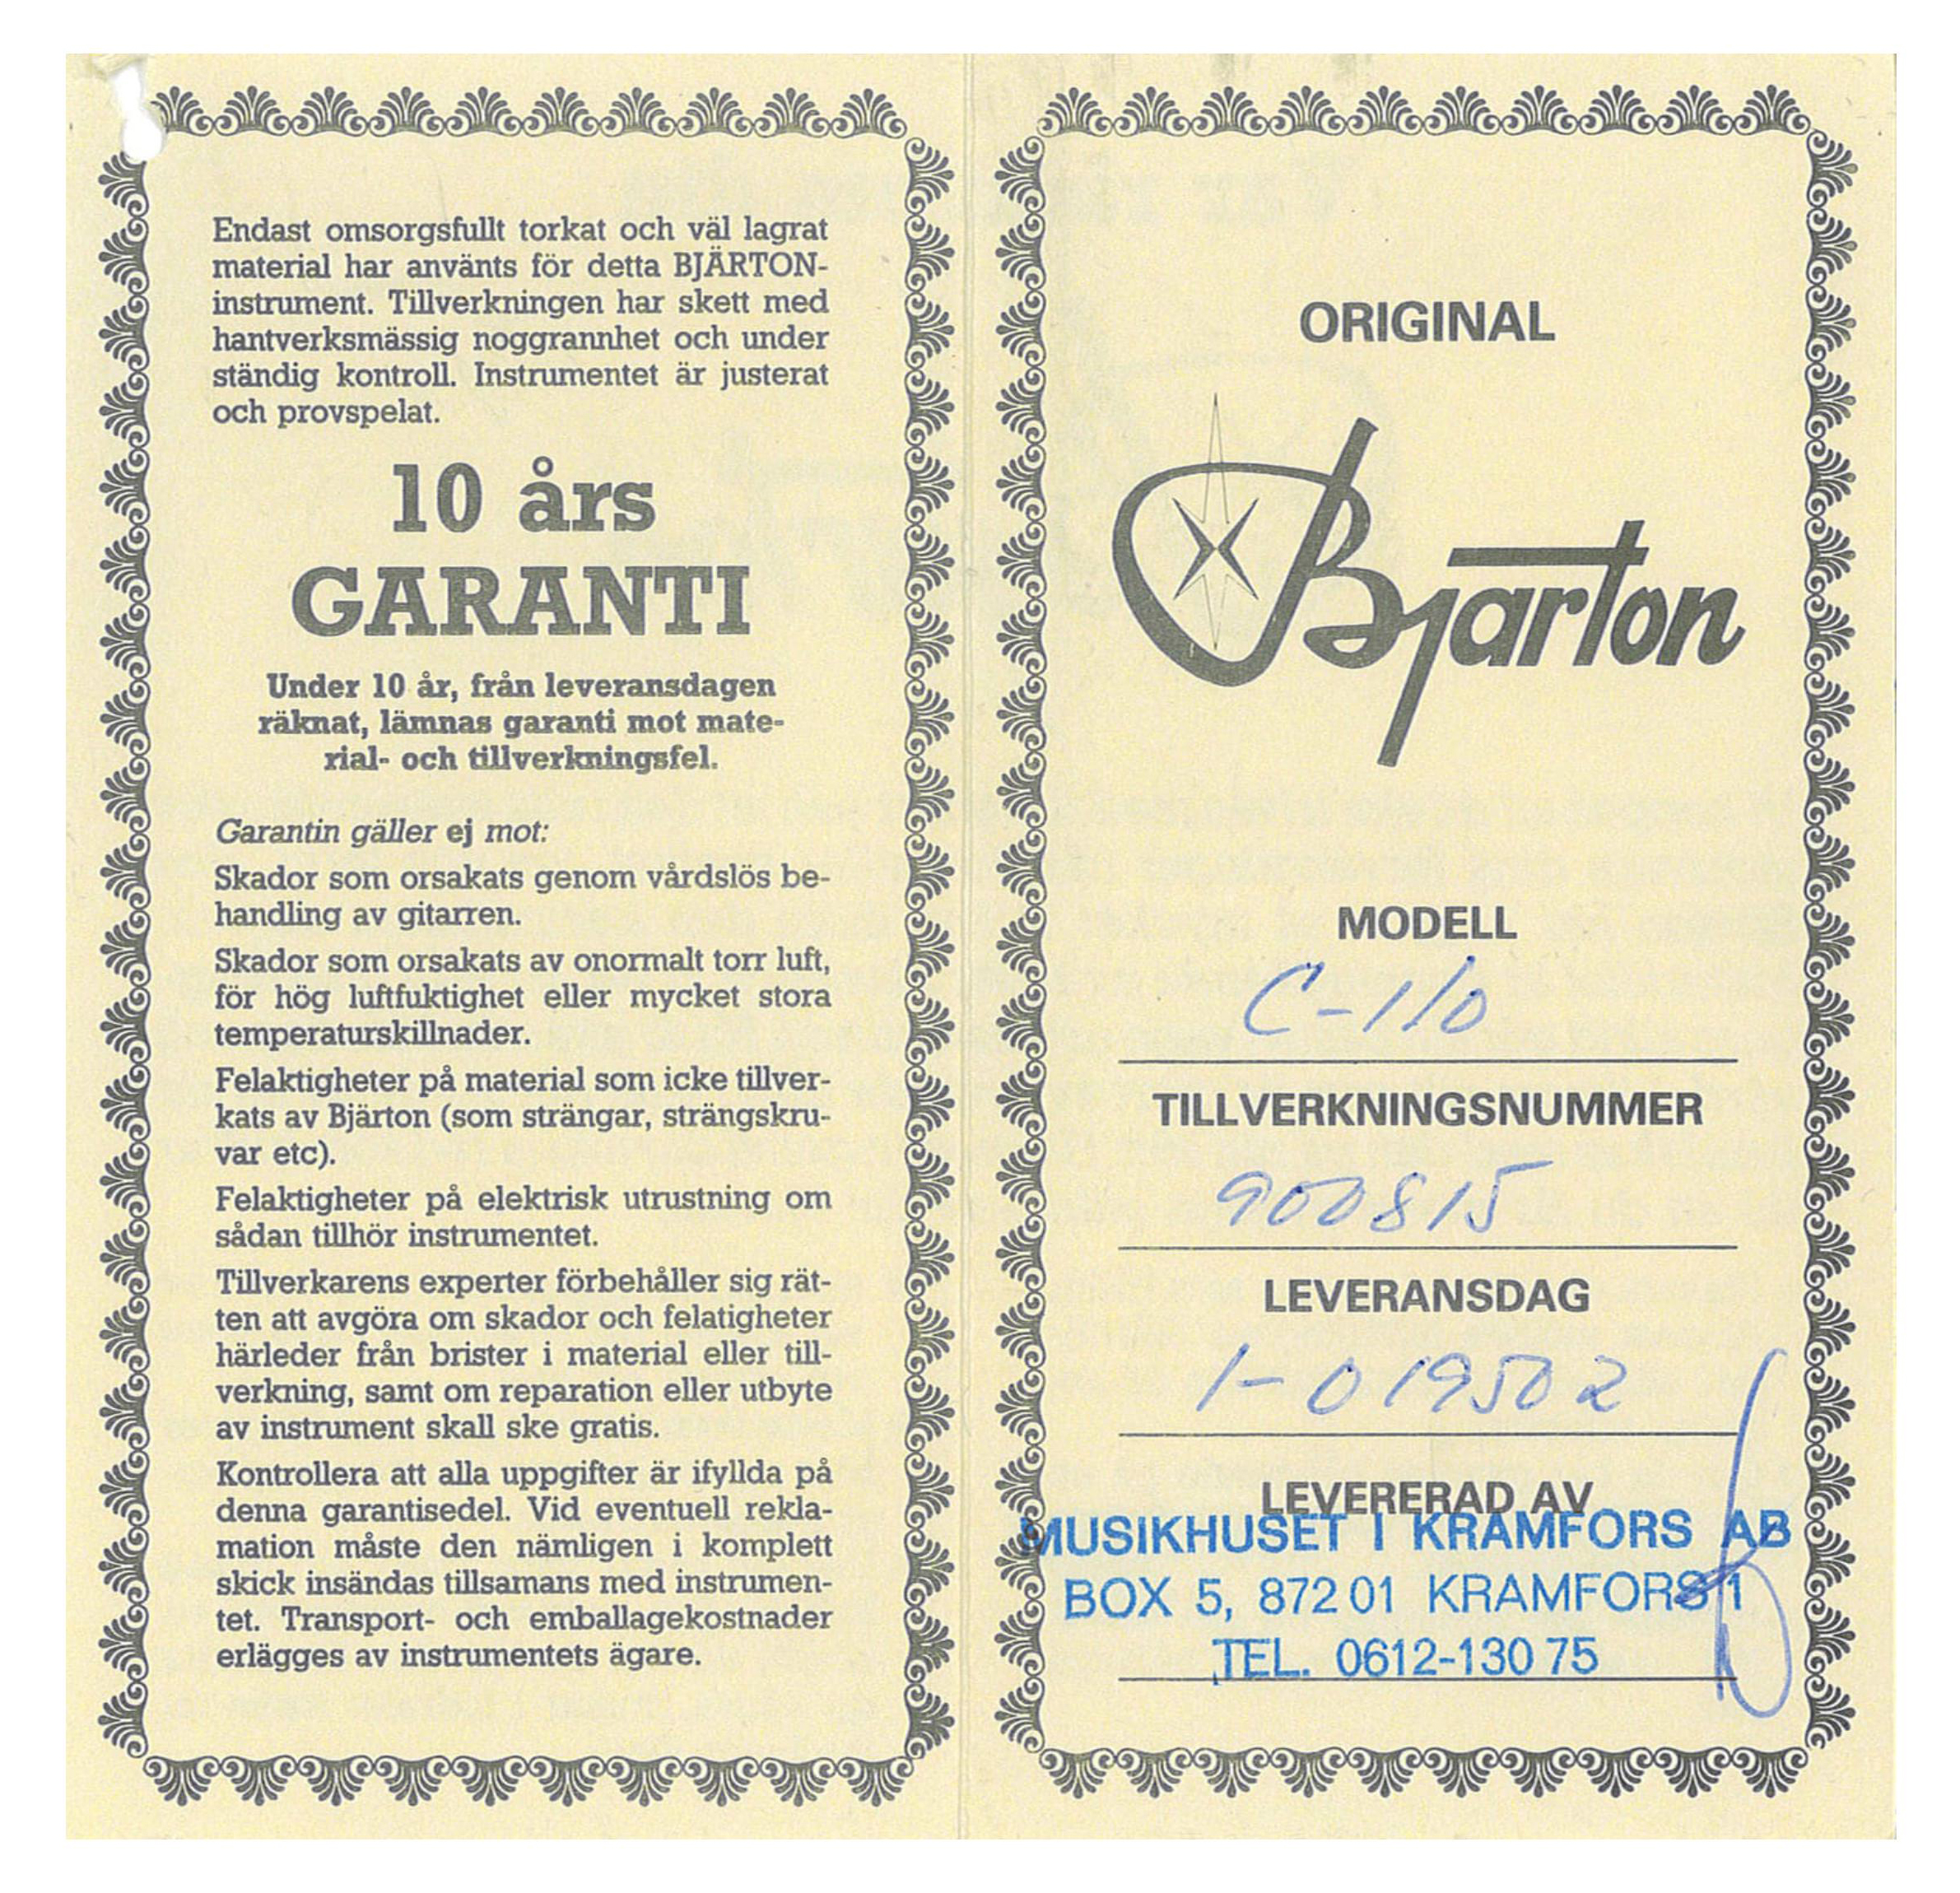 Endast omsorgsfullt torkat och väl lagrat
material har använts för detta BJÄRTON-
instrument. Tillverkningen har skett med
hantverksmässig noggrannhet och under
ständig kontroll. Instrumentet är justerat
och provspelat.
10 års
GARANTI
Under 10 år, från leveransdagen
räknat, lämnas garanti mot mate-
rial- och tillverkningsfel.
Garantin gäller ej mot:
Skador som orsakats genom vårdslös be-
handling av gitarren.
Skador som orsakats av onormalt torr luft,
för hög luftfuktighet eller mycket stora
temperaturskillnader.
Felaktigheter på material som icke tillver-
kats av Bjärton (som strängar, strängskru-
var etc).
Felaktigheter på elektrisk utrustning om
sådan tillhör instrumentet.
Tillverkarens experter förbehåller sig rät-
ten att avgöra om skador och felatigheter
härleder från brister i material eller till-
verkning, samt om reparation eller utbyte
av instrument skall ske gratis.
Kontrollera att alla uppgifter är ifyllda på
denna garantisedel. Vid eventuell rekla-
mation måste den nämligen i komplett
skick insändas tillsamans med instrumen-
tet. Transport- och emballagekostnader
erlägges av instrumentets ägare.
ORIGINAL
Bjärton
MODELL
C-110
TILLVERKNINGSNUMMER
900815
LEVERANSDAG
1-019502
LEVERERAD AV
MUSIKHUSET I KRAMFORS AB
BOX 5, 872 01 KRAMFORS 1
TEL. 0612-130 75